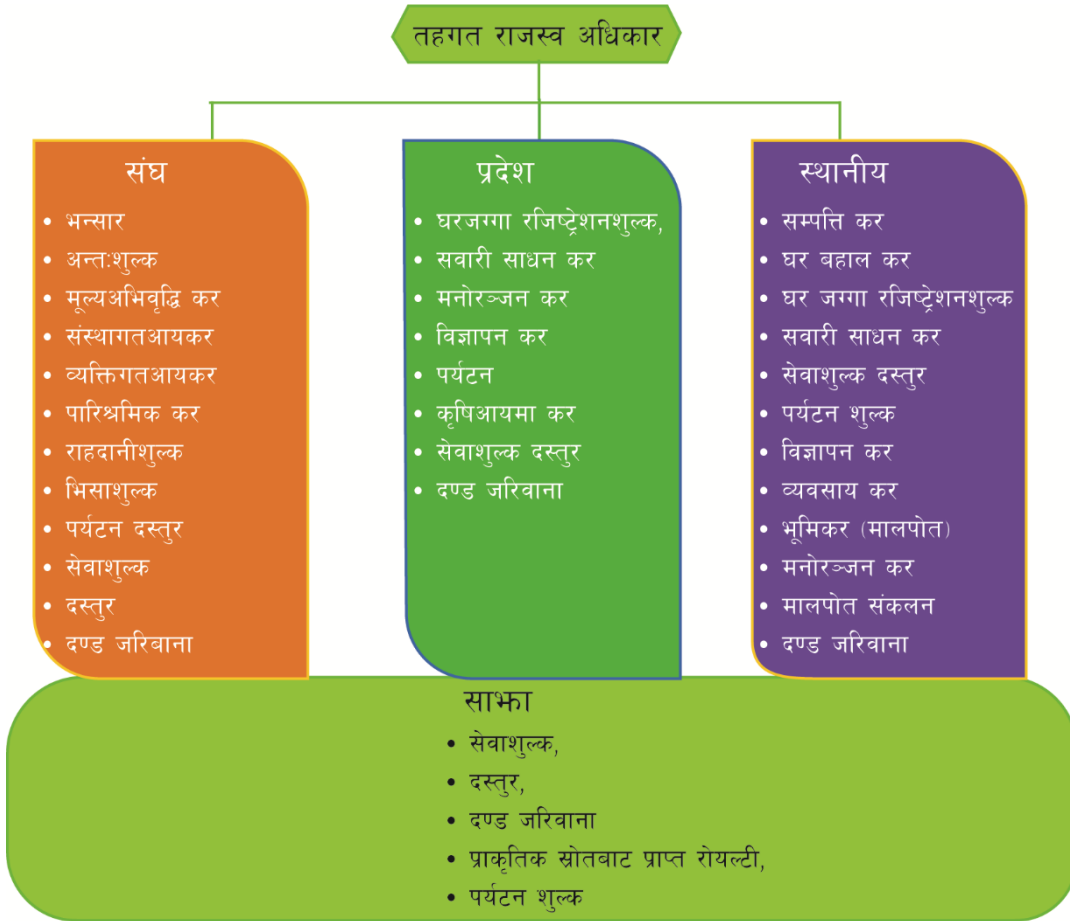 तहगत राजस्व अधिकार
संघ
• भन्सार
• अन्त:शुल्क
• मूल्यअभिवृद्धि कर
• संस्थागतआयकर
• व्यक्तिगतआयकर
• पारिश्रमिक कर
• राहदानीशुल्क
• भिसाशुल्क
• पर्यटन दस्तुर
• सेवाशुल्क
• दस्तुर
• दण्ड जरिबाना
प्रदेश
• घरजग्गा रजिष्ट्रेशनशुल्क,
• सवारी साधन कर
• मनोरञ्जन कर
• विज्ञापन कर
• पर्यटन
• कृषिआयमा कर
• सेवाशुल्क दस्तुर
• दण्ड जरिवाना
स्थानीय
• सम्पत्ति कर
• घर बहाल कर
• घर जग्गा रजिष्ट्रेशनशुल्क
• सवारी साधन कर
• सेवाशुल्क दस्तुर
• पर्यटन शुल्क
• विज्ञापन कर
• व्यवसाय कर
• भूमिकर (मालपोत)
• मनोरञ्जन कर
• मालपोत संकलन
• दण्ड जरिवाना
साझा
• सेवाशुल्क,
• दस्तुर,
• दण्ड जरिवाना
• प्राकृतिक स्रोतबाट प्राप्त रोयल्टी,
• पर्यटन शुल्क